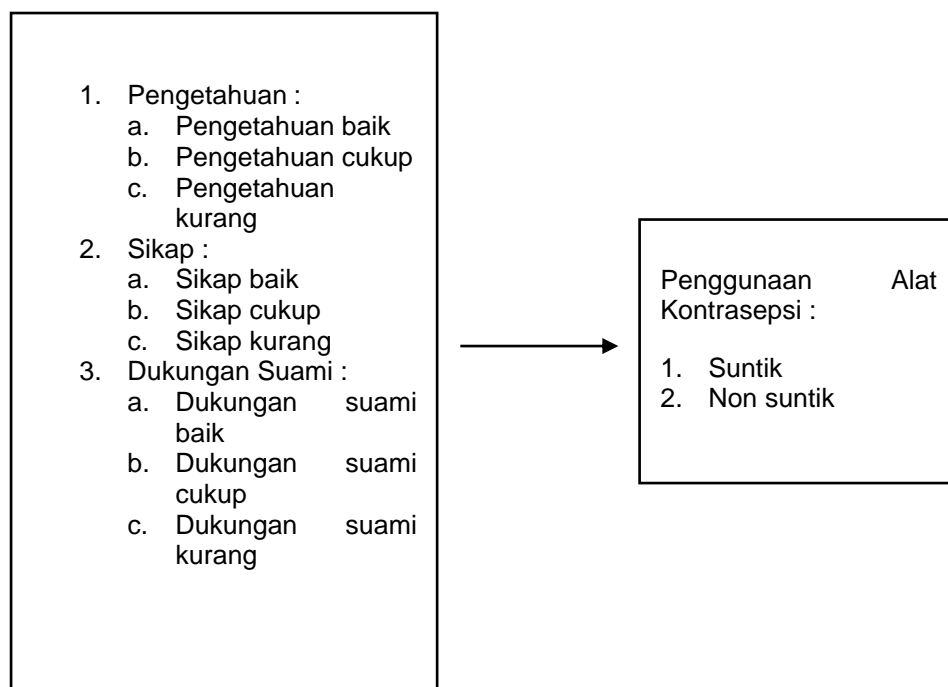 1. Pengetahuan :
a. Pengetahuan baik
b. Pengetahuan cukup
c. Pengetahuan
kurang
2. Sikap :
a. Sikap baik
b. Sikap cukup
c. Sikap kurang
3. Dukungan Suami :
a. Dukungan suami
baik
b. Dukungan suami
cukup
c. Dukungan suami
kurang
Penggunaan Alat
Kontrasepsi :
1. Suntik
2. Non suntik